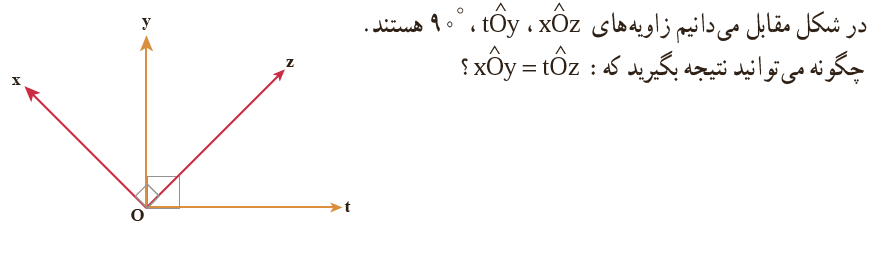 در شکل مقابل می‌دانیم زاویه‌های xÔz ، tÔy ، ۹۰° هستند.
چگونه می‌توانید نتیجه بگیرید که : xÔy = tÔz ؟
y
z
x
O
t